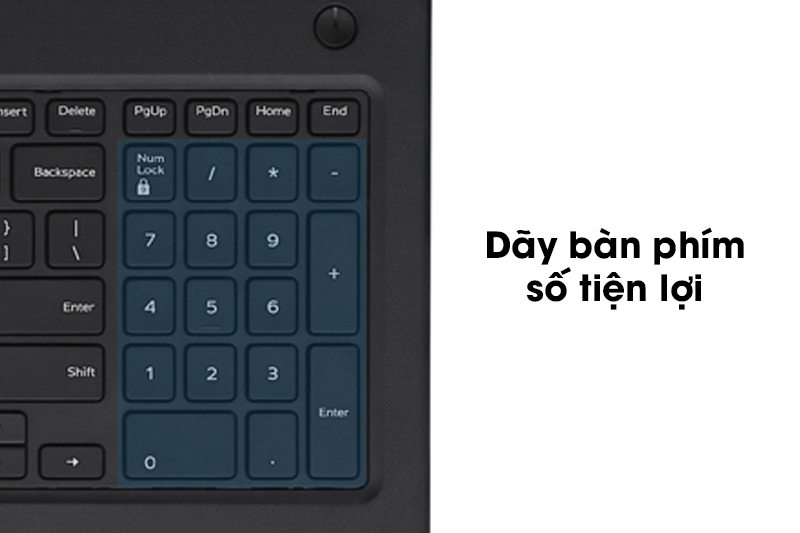 nsert Delete PgUp PgDn Home End
Backspace Num Lock / * -
} ] | \ 7 8 9 +
Enter 4 5 6
Shift 1 2 3 Enter
→ 0 .
Dãy bàn phím
số tiện lợi